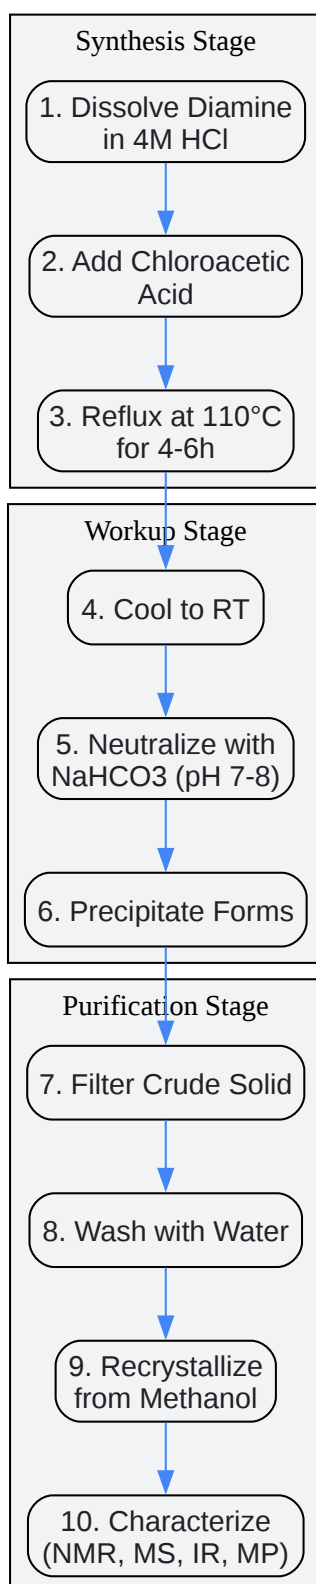 Synthesis Stage
1. Dissolve Diamine
in 4M HCl
2. Add Chloroacetic
Acid
3. Reflux at 110°C
for 4-6h
Workup Stage
4. Cool to RT
5. Neutralize with
NaHCO3 (pH 7-8)
6. Precipitate Forms
Purification Stage
7. Filter Crude Solid
8. Wash with Water
9. Recrystallize
from Methanol
10. Characterize
(NMR, MS, IR, MP)